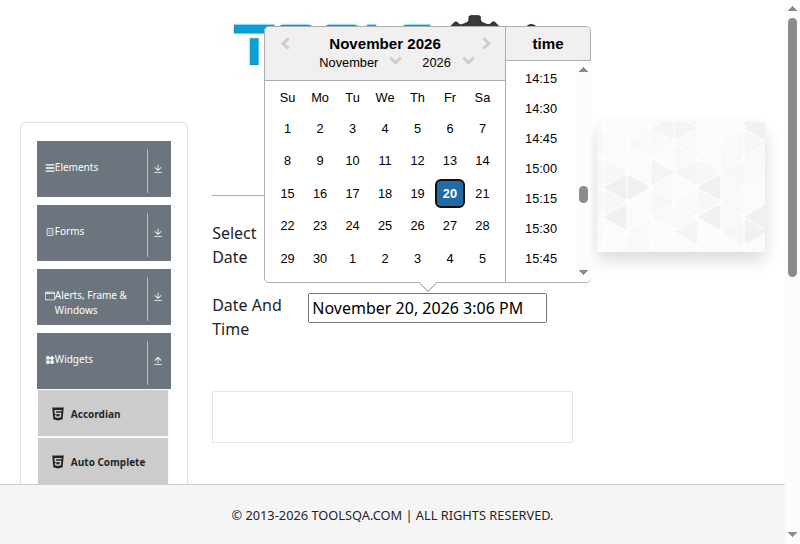 November 2026
November 2026
Su Mo Tu We Th Fr Sa
1 2 3 4 5 6 7
8 9 10 11 12 13 14
15 16 17 18 19 20 21
22 23 24 25 26 27 28
29 30 1 2 3 4 5
time
14:15
14:30
14:45
15:00
15:15
15:30
15:45
Elements
Forms
Alerts, Frame &
Windows
Widgets
Accordian
Auto Complete
Select
Date
Date And
Time
November 20, 2026 3:06 PM
© 2013-2026 TOOLSQA.COM | ALL RIGHTS RESERVED.